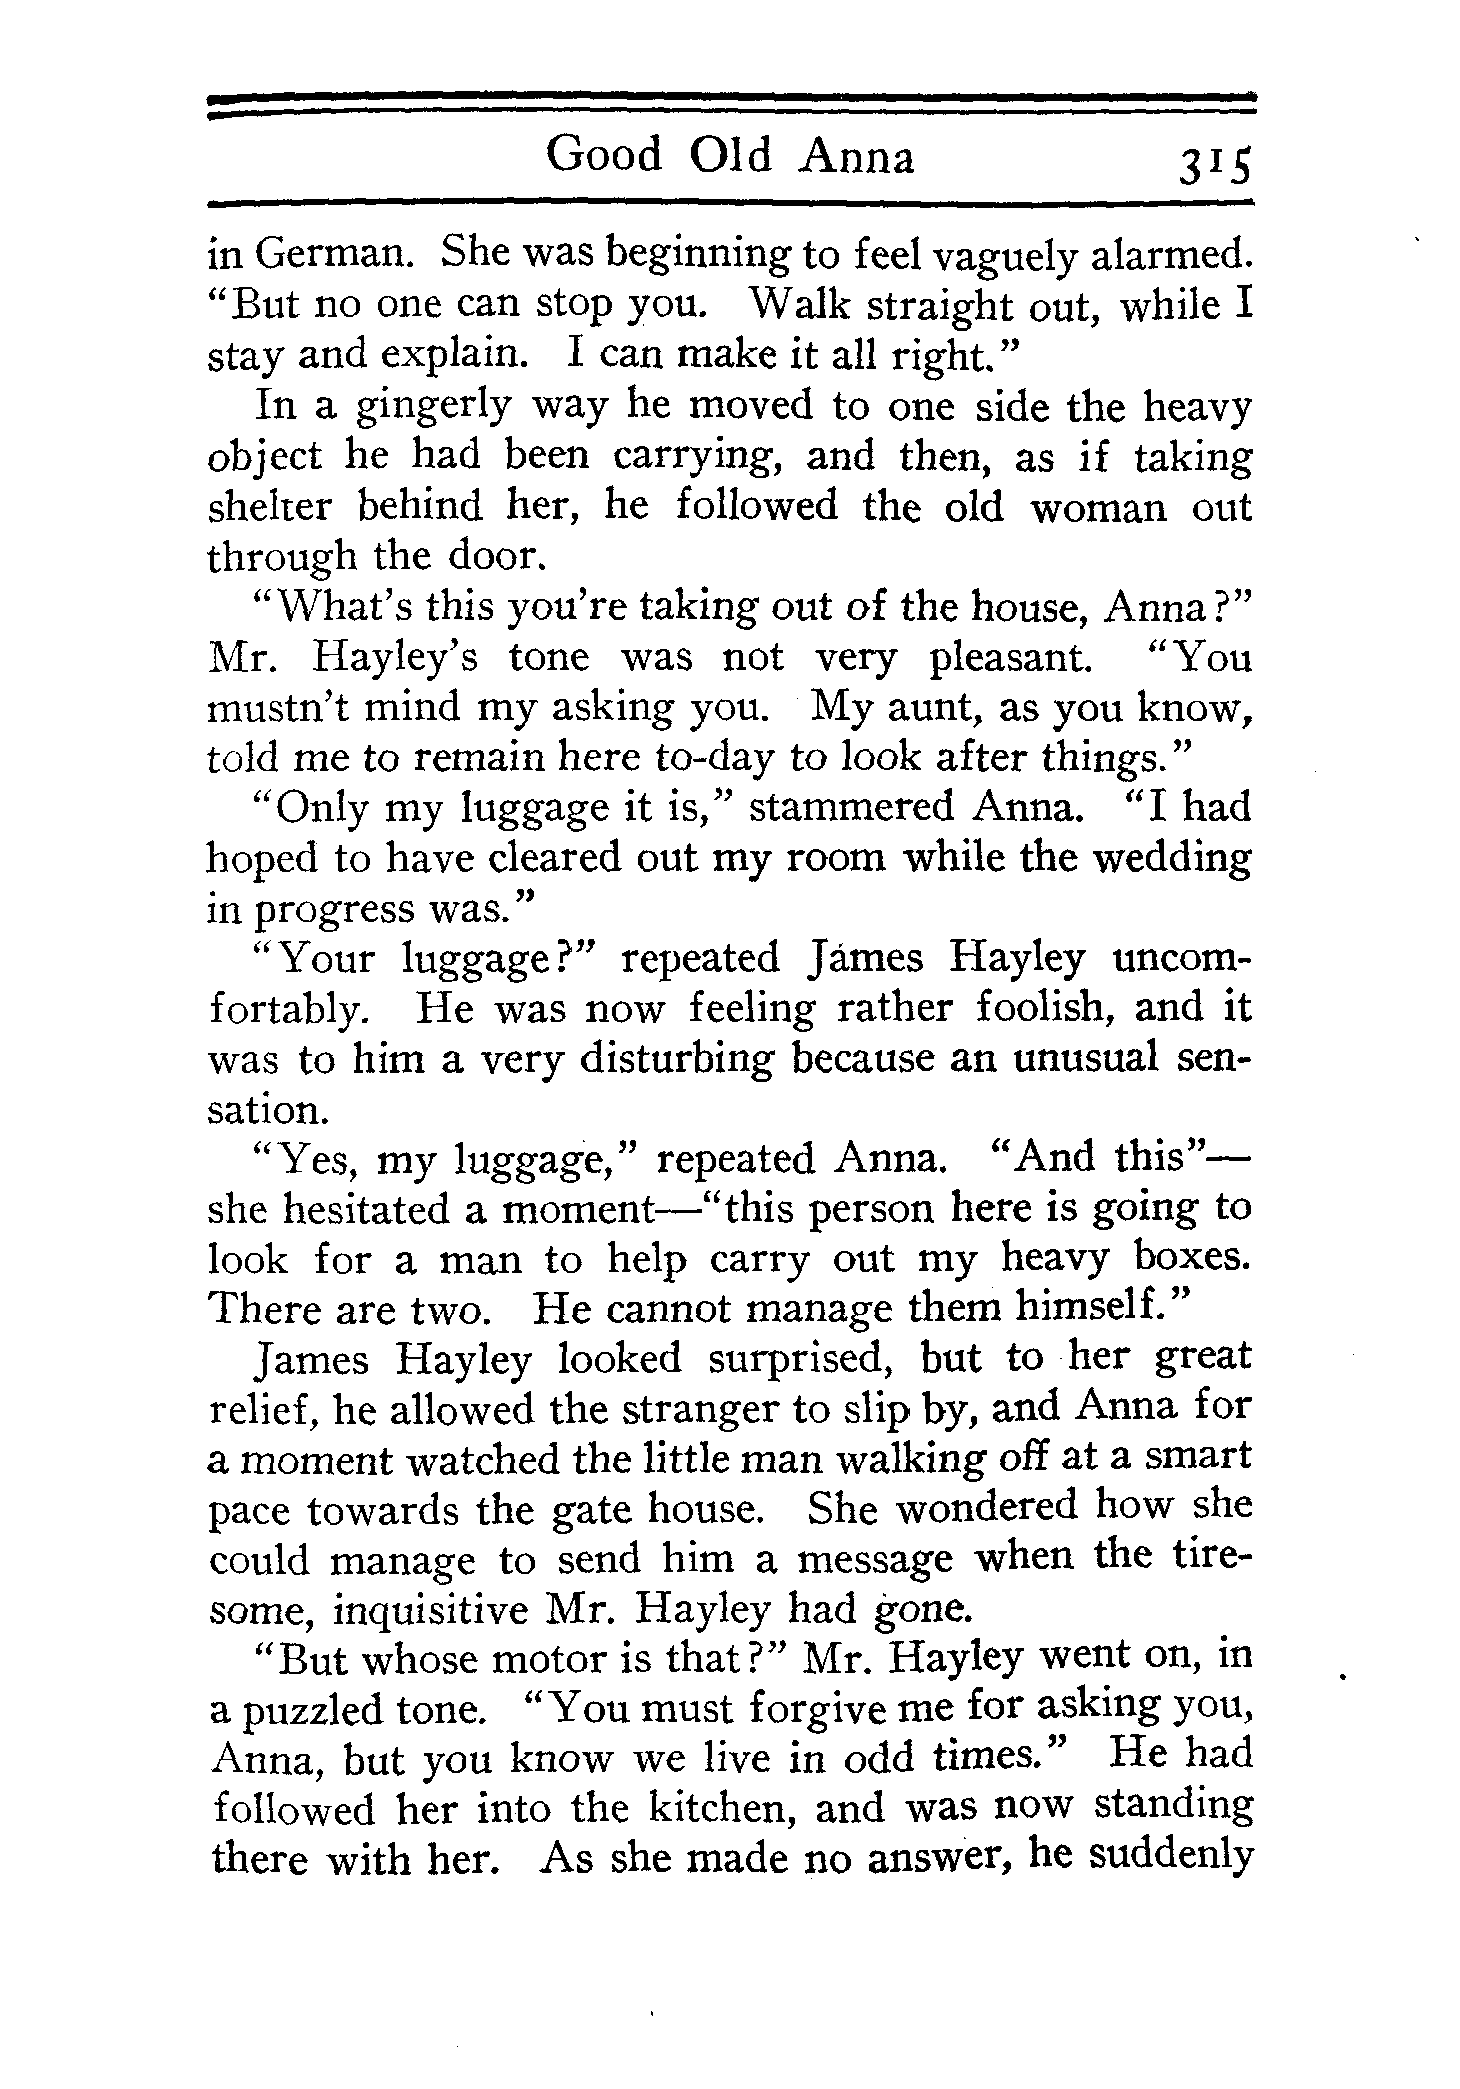 Good Old Anna 315
in German. She was beginning to feel vaguely alarmed.
"But no one can stop you. Walk straight out, while I
stay and explain. I can make it all right."
In a gingerly way he moved to one side the heavy
object he had been carrying, and then, as if taking
shelter behind her, he followed the old woman out
through the door.
"What's this you're taking out of the house, Anna?"
Mr. Hayley's tone was not very pleasant. "You
mustn't mind my asking you. My aunt, as you know,
told me to remain here to-day to look after things."
"Only my luggage it is," stammered Anna. "I had
hoped to have cleared out my room while the wedding
in progress was."
"Your luggage?" repeated James Hayley uncom-
fortably. He was now feeling rather foolish, and it
was to him a very disturbing because an unusual sen-
sation.
"Yes, my luggage," repeated Anna. "And this"—
she hesitated a moment—"this person here is going to
look for a man to help carry out my heavy boxes.
There are two. He cannot manage them himself."
James Hayley looked surprised, but to her great
relief, he allowed the stranger to slip by, and Anna for
a moment watched the little man walking off at a smart
pace towards the gate house. She wondered how she
could manage to send him a message when the tire-
some, inquisitive Mr. Hayley had gone.
"But whose motor is that?" Mr. Hayley went on, in
a puzzled tone. "You must forgive me for asking you,
Anna, but you know we live in odd times." He had
followed her into the kitchen, and was now standing
there with her. As she made no answer, he suddenly